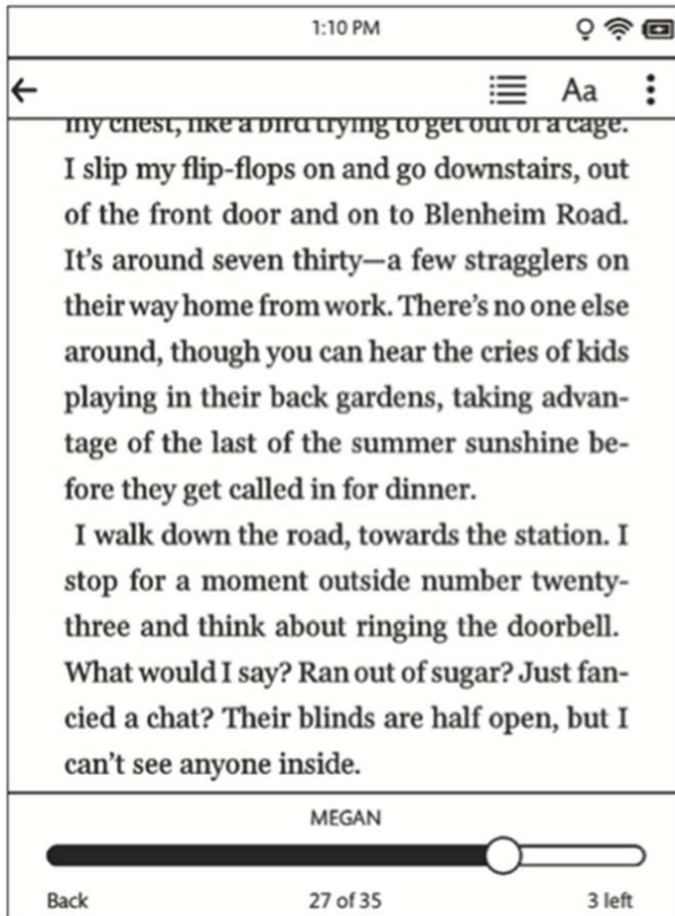 1:10 PM
Aa
my chest, like a bird trying to get out of a cage.
I slip my flip-flops on and go downstairs, out
of the front door and on to Blenheim Road.
It's around seven thirty—a few stragglers on
their way home from work. There's no one else
around, though you can hear the cries of kids
playing in their back gardens, taking advan-
tage of the last of the summer sunshine be-
fore they get called in for dinner.
I walk down the road, towards the station. I
stop for a moment outside number twenty-
three and think about ringing the doorbell.
What would I say? Ran out of sugar? Just fan-
cied a chat? Their blinds are half open, but I
can't see anyone inside.
MEGAN
Back 27 of 35 3 left